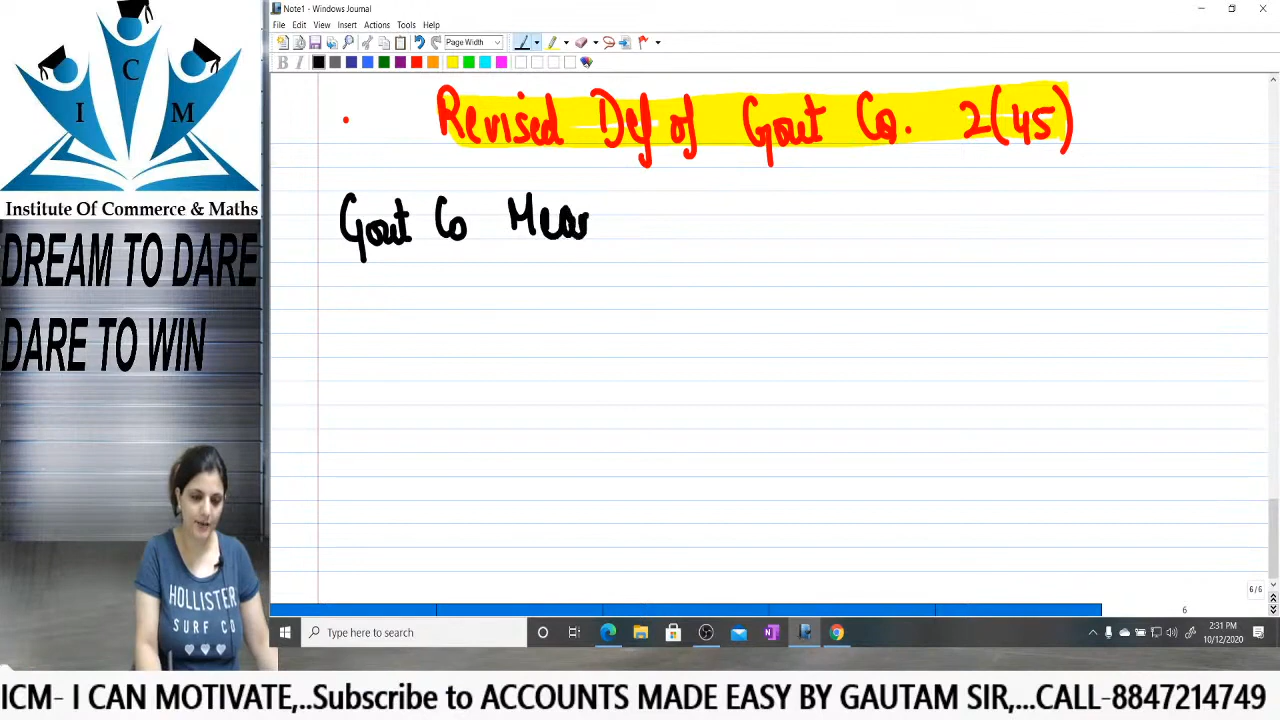 I C M
Institute Of Commerce & Maths
DREAM TO DARE
DARE TO WIN
Note1 - Windows Journal
File Edit View Insert Actions Tools Help
Page Width
B I
Revised Def of Govt Co. 2(45)
Govt Co Mean
HOLLISTER
SURF CO
6/6
6
Type here to search
2:31 PM
10/12/2020
ICM- I CAN MOTIVATE,..Subscribe to ACCOUNTS MADE EASY BY GAUTAM SIR,...CALL-8847214749